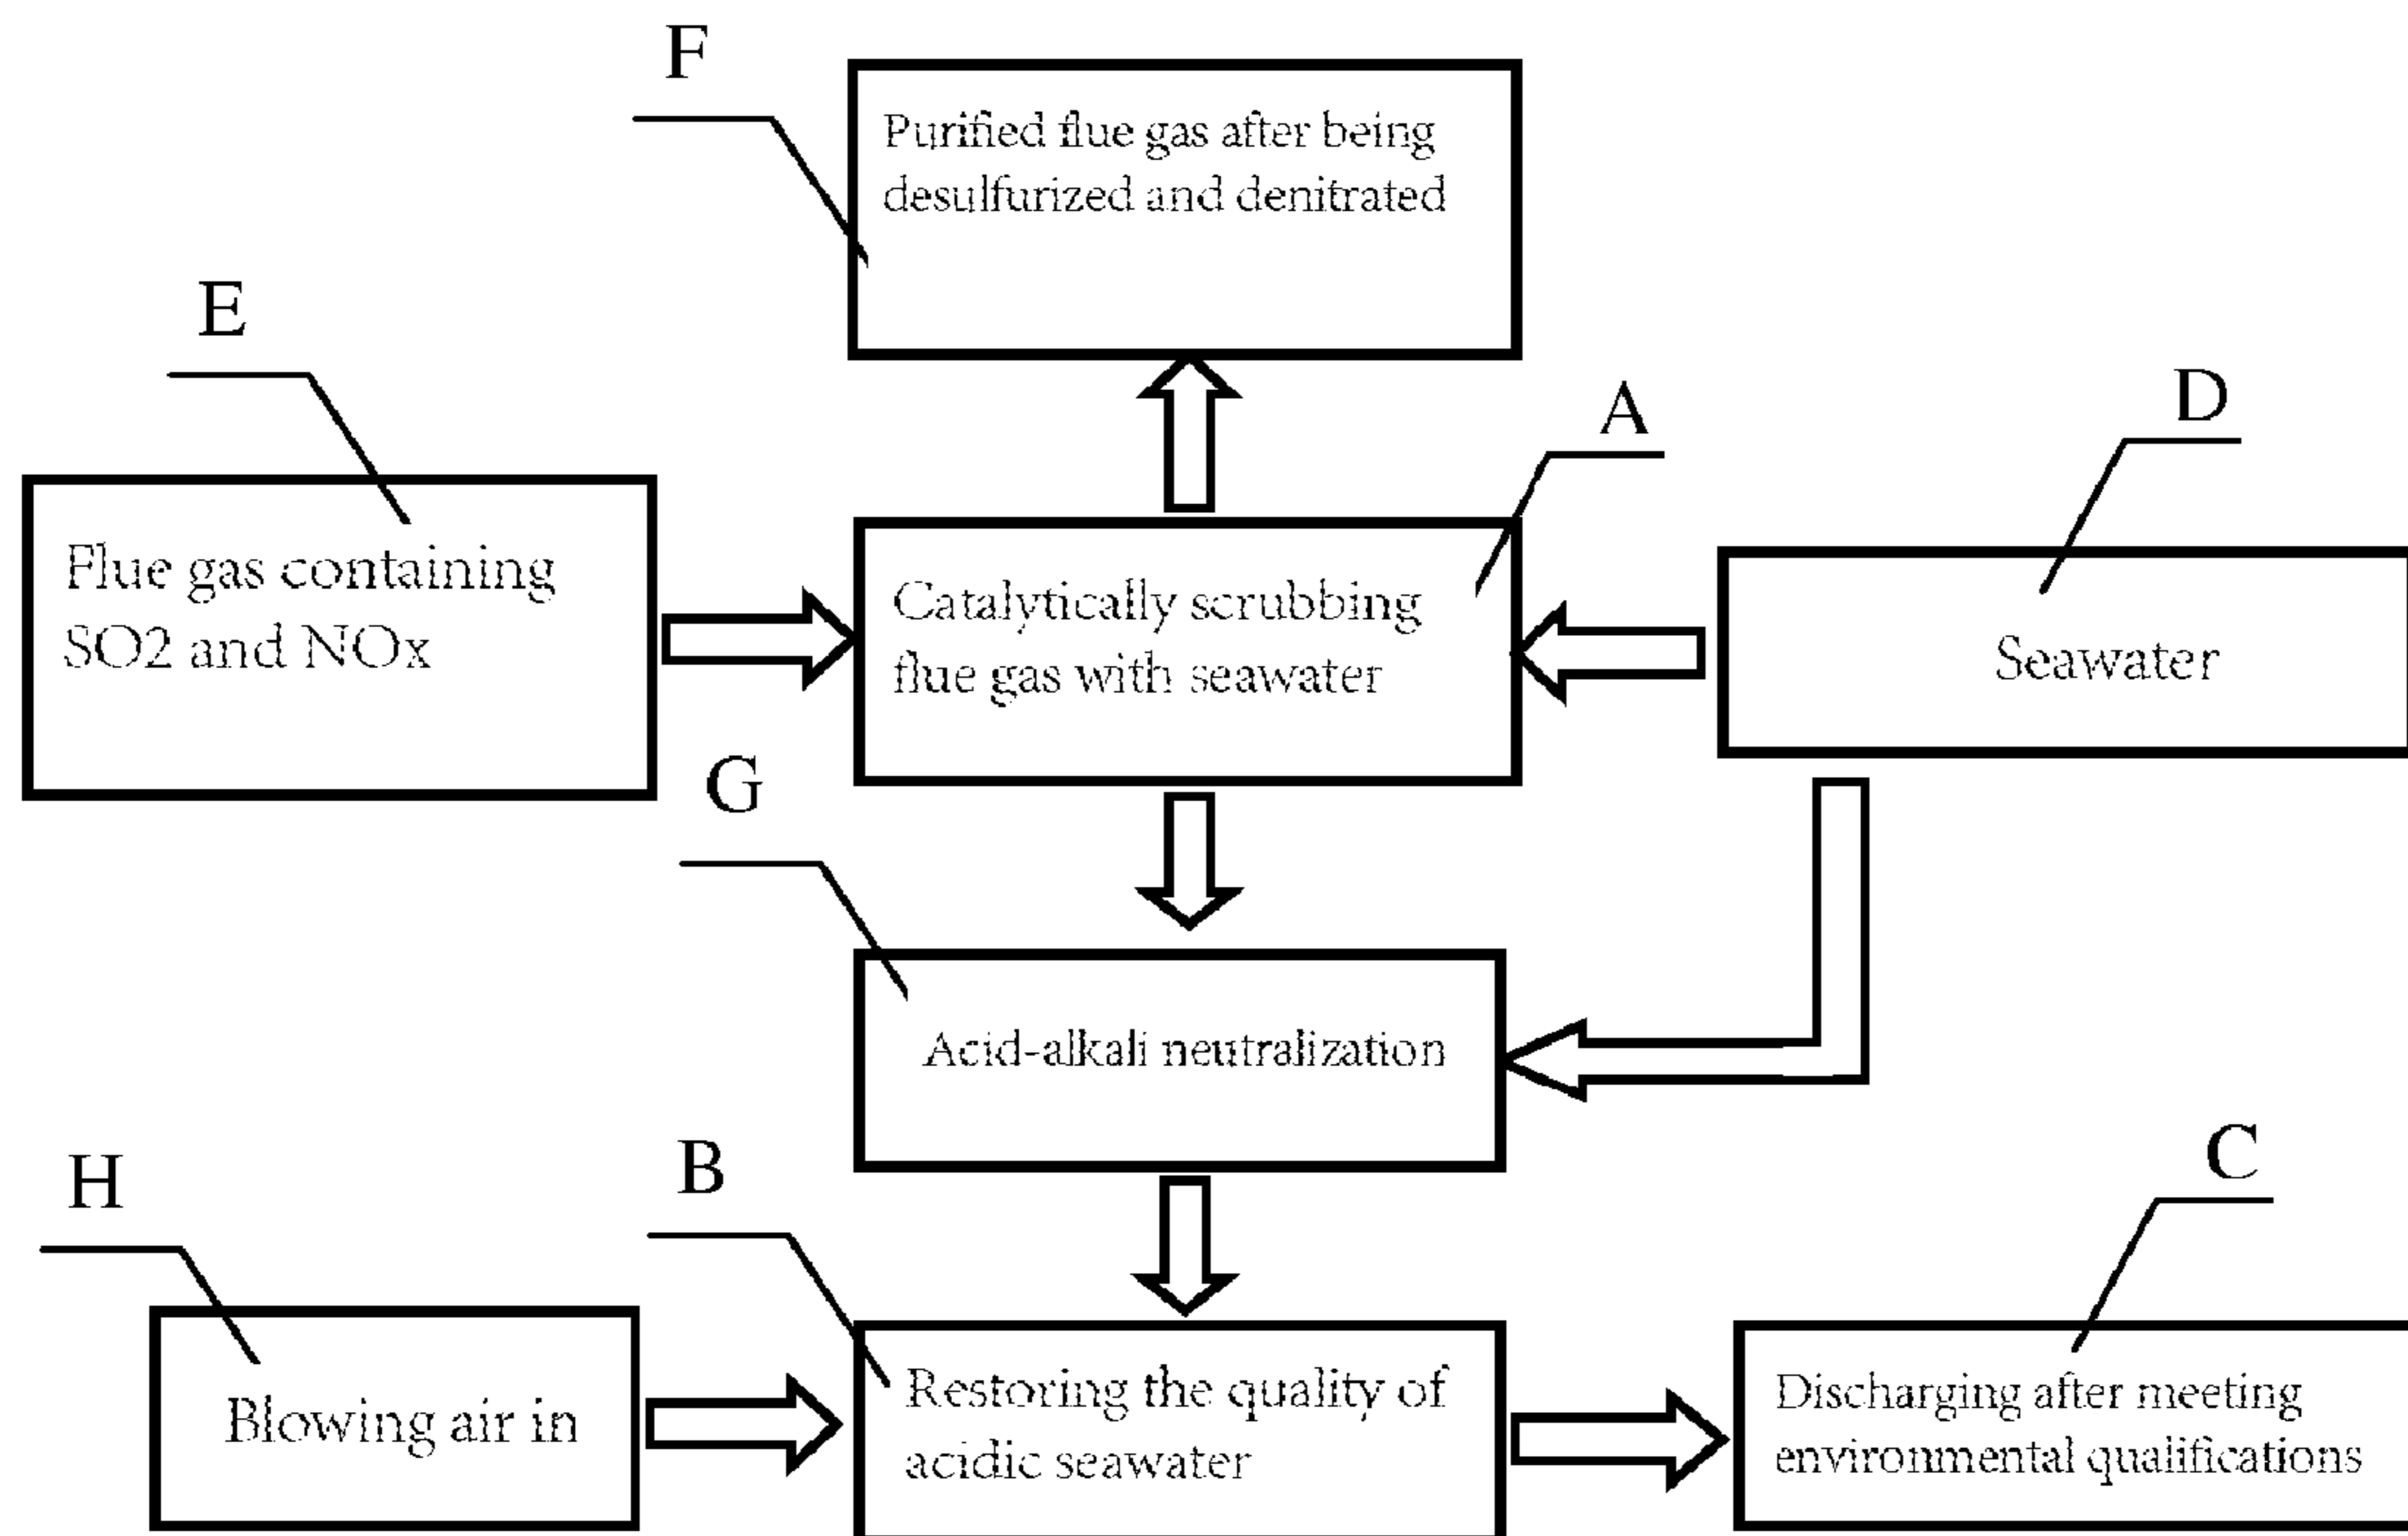 F
Purified flue gas after being
desulfurized and denitrated
E
A
D
Flue gas containing
SO2 and NOx
Catalytically scrubbing
flue gas with seawater
Seawater
G
Acid-alkali neutralization
H
B
C
Blowing air in
Restoring the quality of
acidic seawater
Discharging after meeting
environmental qualifications